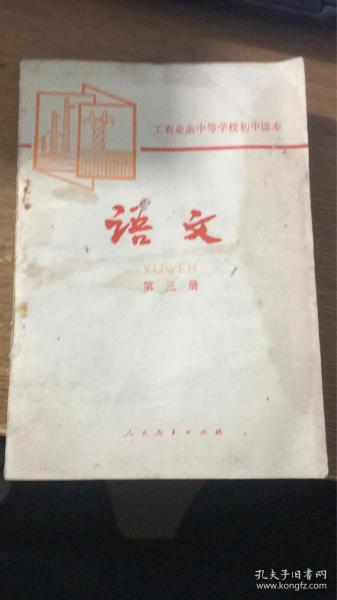 工农业余中等学校初中课本
语文
YUWEN
第三册
人民教育出版社
孔夫子旧书网
www.kongfz.com